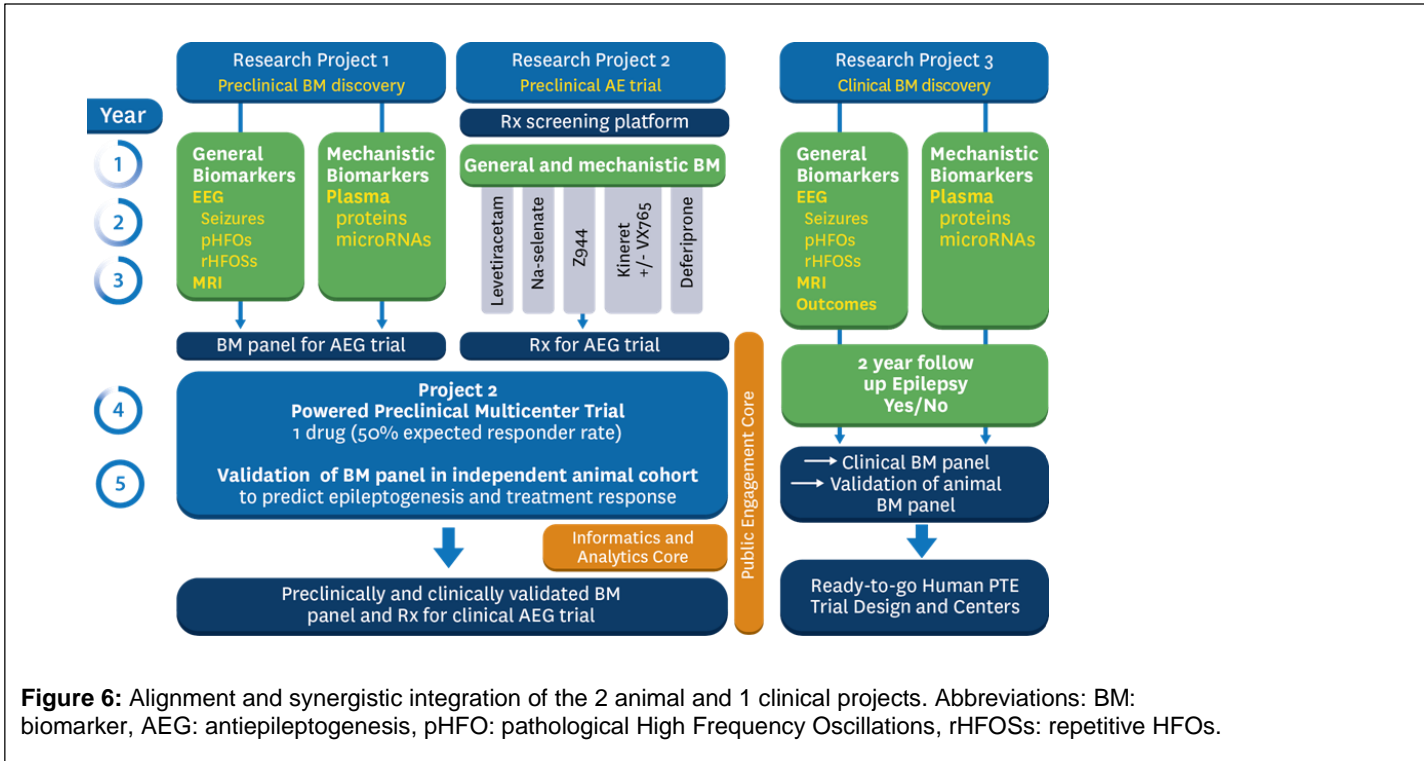 Research Project 1
Preclinical BM discovery
Research Project 2
Preclinical AE trial
Research Project 3
Clinical BM discovery
Year
1
2
3
4
5
General
Biomarkers
EEG
Seizures
pHFOs
rHFOSs
MRI
Mechanistic
Biomarkers
Plasma
proteins
microRNAs
BM panel for AEG trial
Rx screening platform
General and mechanistic BM
Levetiracetam
Na-selenate
Z944
Kineret
+/- VX765
Deferiprone
Rx for AEG trial
Project 2
Powered Preclinical Multicenter Trial
1 drug (50% expected responder rate)
Validation of BM panel in independent animal cohort
to predict epileptogenesis and treatment response
Informatics and
Analytics Core
Preclinically and clinically validated BM
panel and Rx for clinical AEG trial
Public Engagement Core
General
Biomarkers
EEG
Seizures
pHFOs
rHFOSs
MRI
Outcomes
Mechanistic
Biomarkers
Plasma
proteins
microRNAs
2 year follow
up Epilepsy
Yes/No
→ Clinical BM panel
→ Validation of animal
BM panel
Ready-to-go Human PTE
Trial Design and Centers
Figure 6: Alignment and synergistic integration of the 2 animal and 1 clinical projects. Abbreviations: BM:
biomarker, AEG: antiepileptogenesis, pHFO: pathological High Frequency Oscillations, rHFOSs: repetitive HFOs.